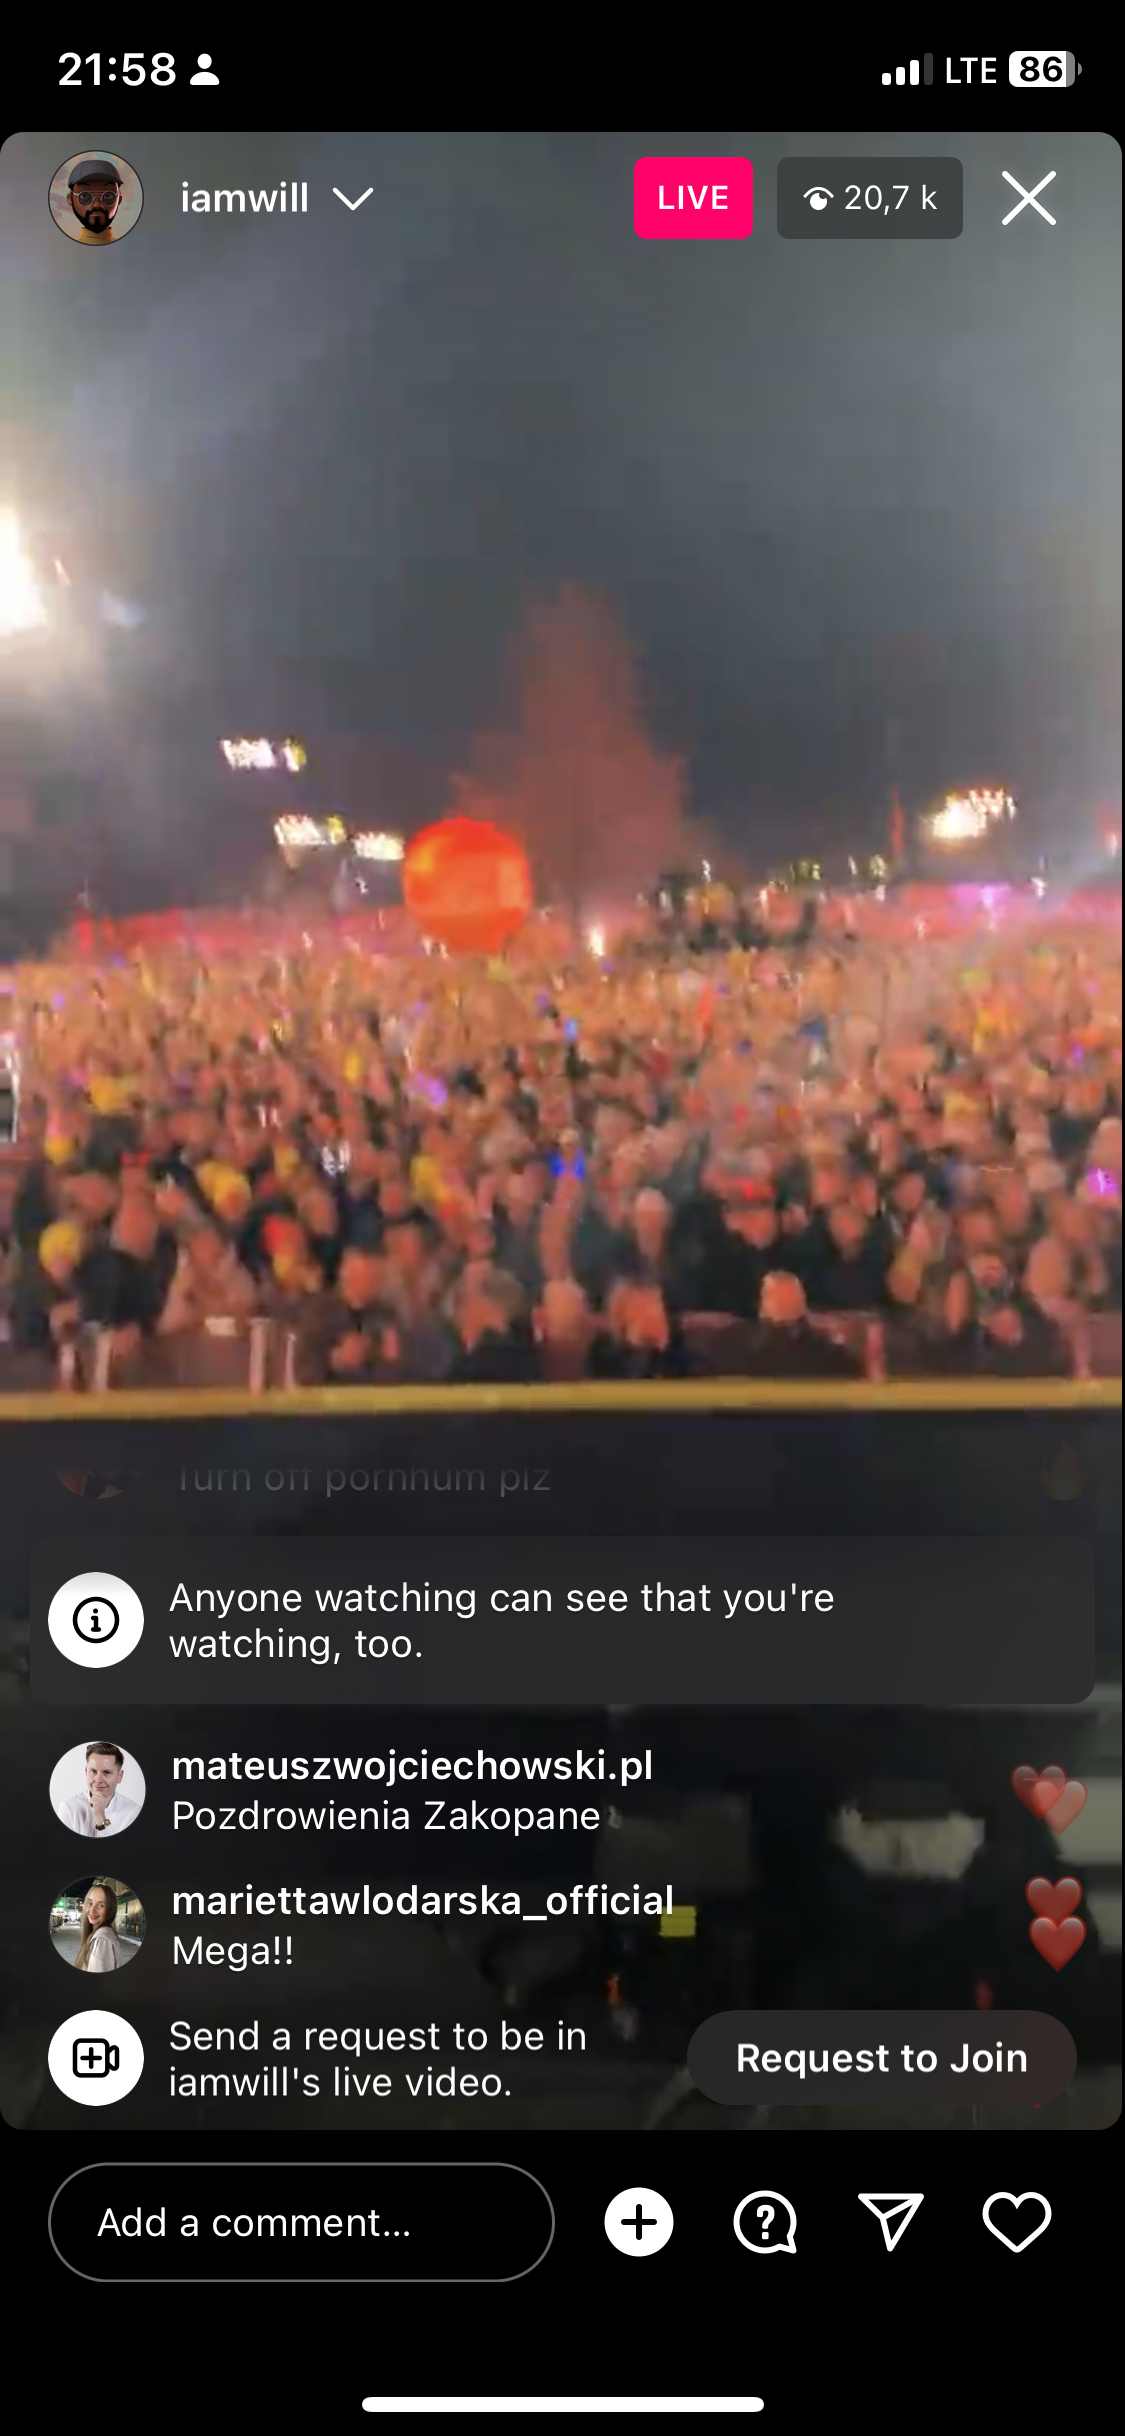 21:58
LTE 86
iamwill
LIVE
20,7 k
Turn off pornhum plz
Anyone watching can see that you're
watching, too.
mateuszwojciechowski.pl
Pozdrowienia Zakopane
mariettawlodarska_official
Mega!!
Send a request to be in
iamwill's live video.
Request to Join
Add a comment...